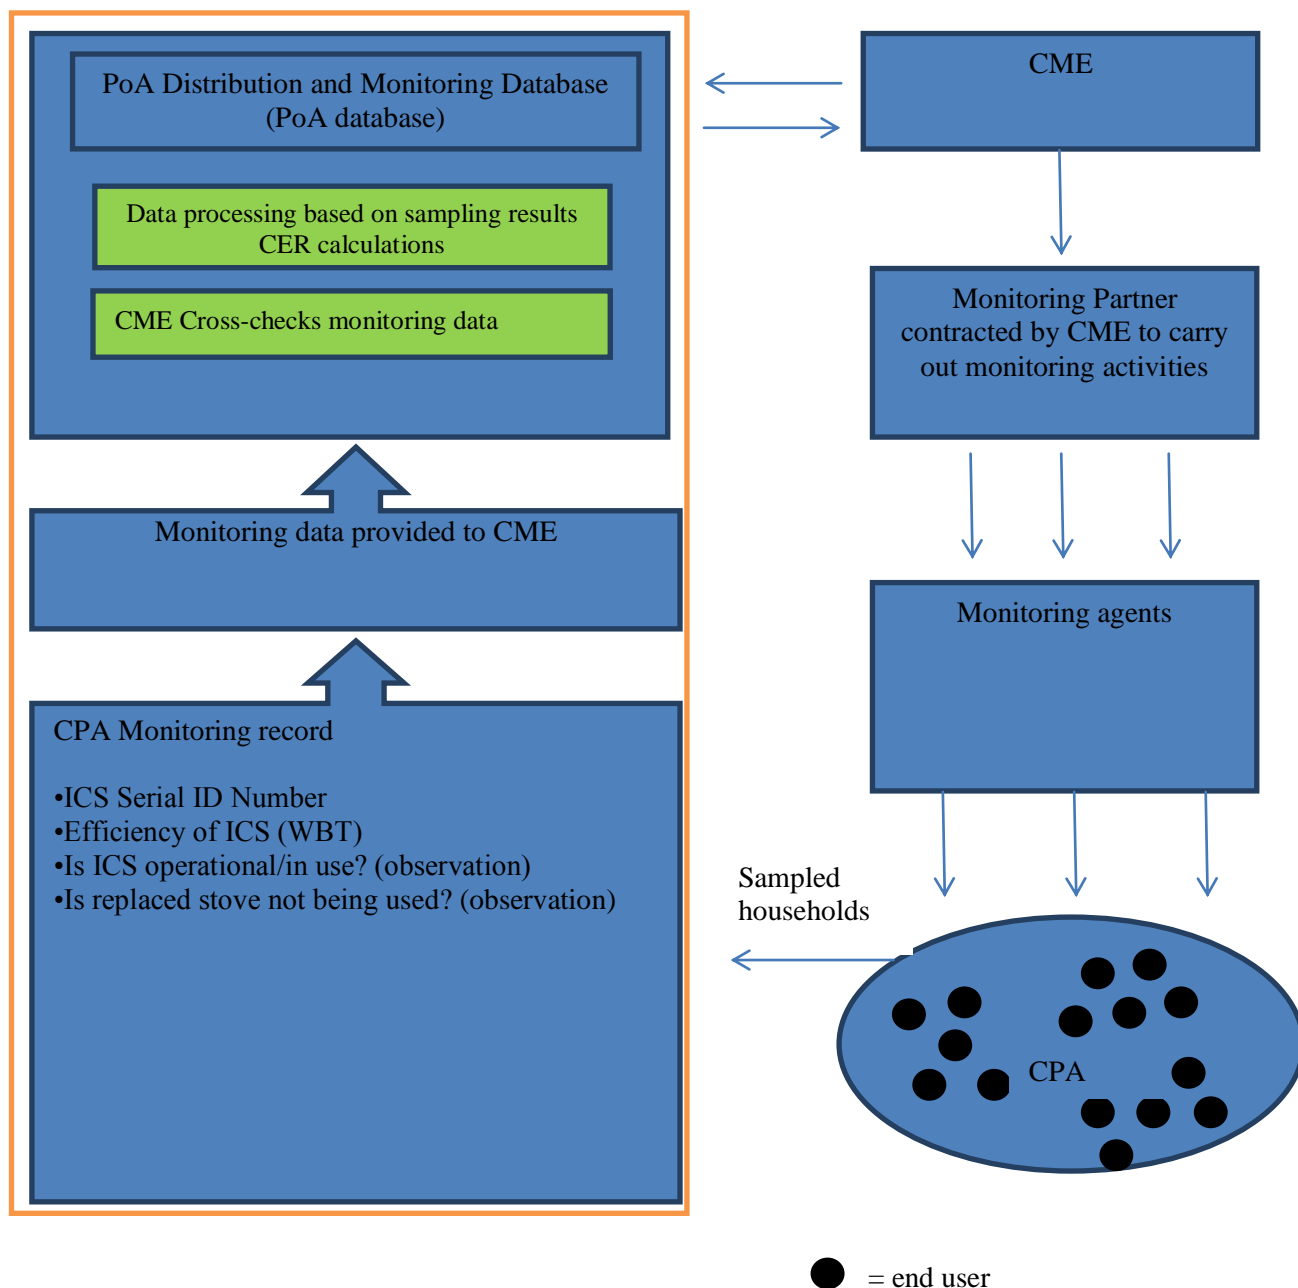 PoA Distribution and Monitoring Database
(PoA database)
Data processing based on sampling results
CER calculations
CME Cross-checks monitoring data
Monitoring data provided to CME
CPA Monitoring record
•ICS Serial ID Number
•Efficiency of ICS (WBT)
•Is ICS operational/in use? (observation)
•Is replaced stove not being used? (observation)
CME
Monitoring Partner
contracted by CME to carry
out monitoring activities
Monitoring agents
Sampled
households
CPA
= end user